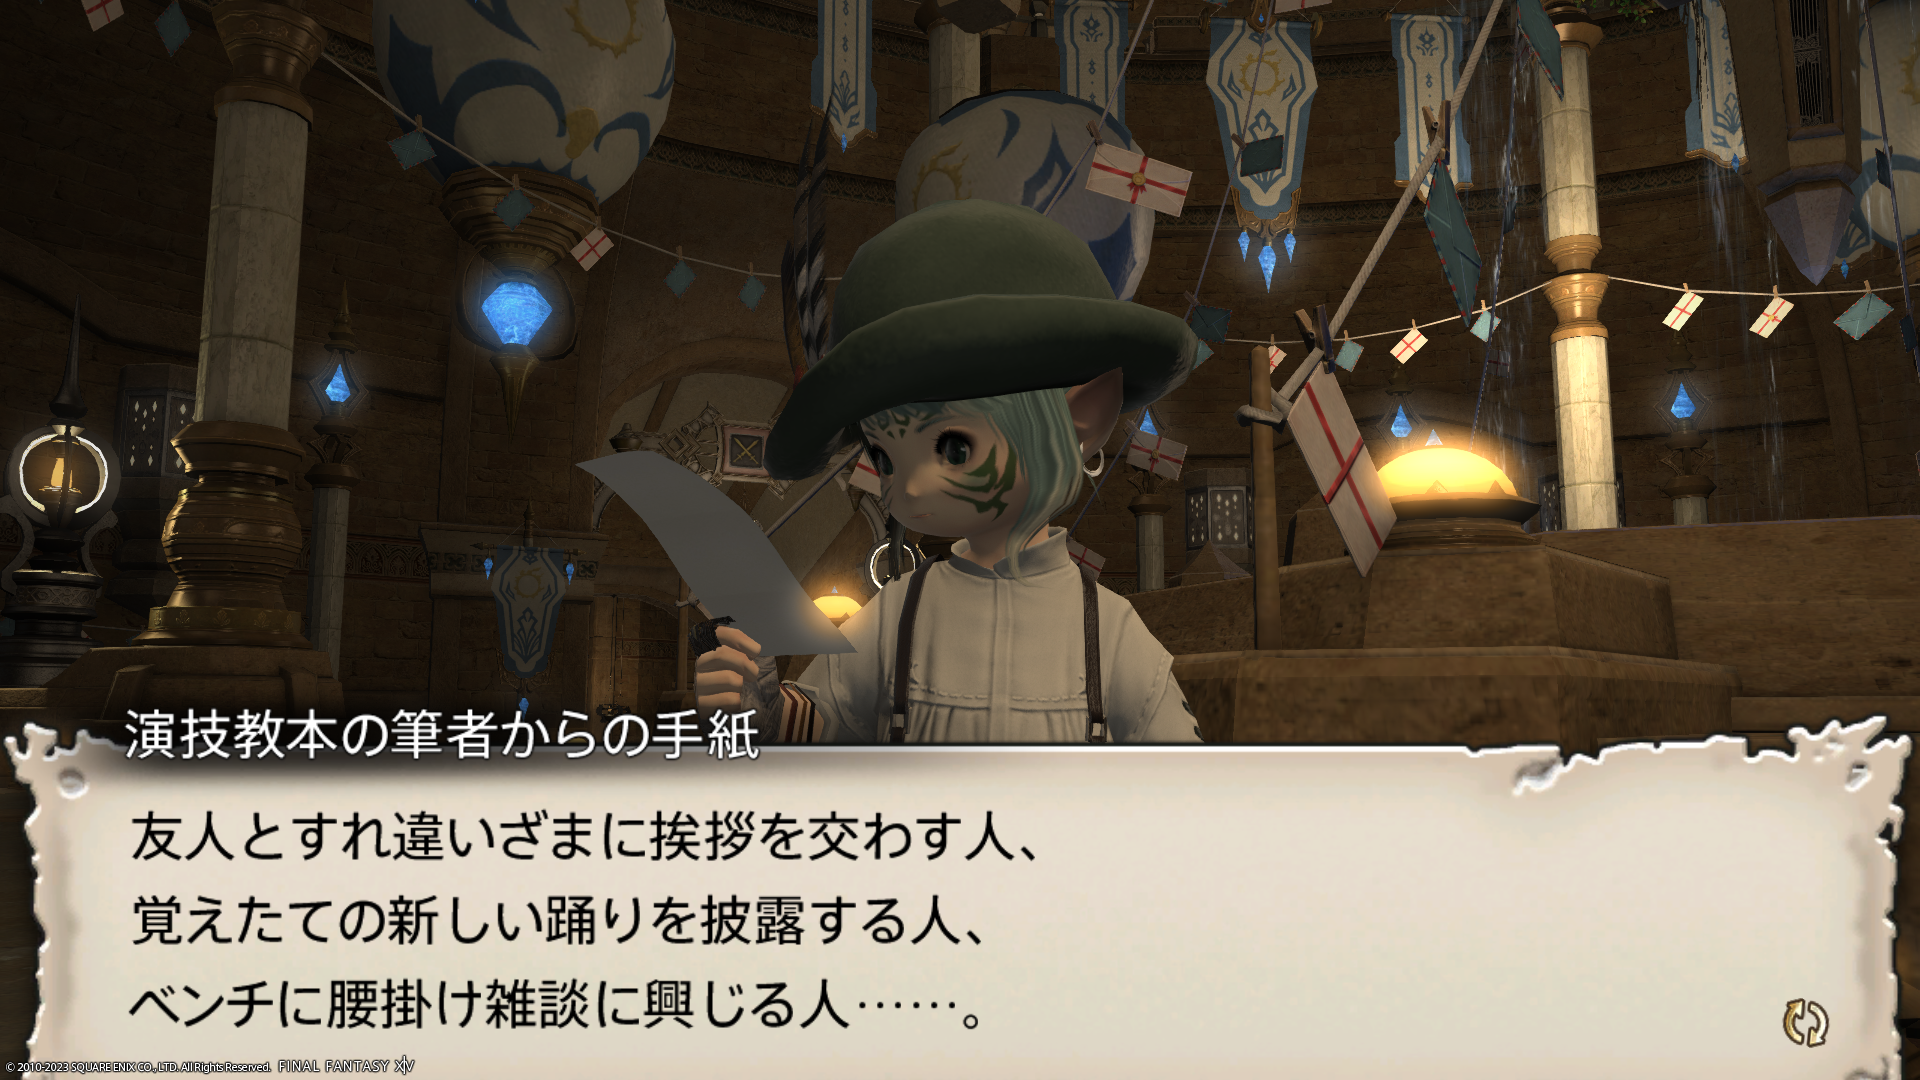 演技教本の筆者からの手紙
友人とすれ違いざまに挨拶を交わす人、
覚えたての新しい踊りを披露する人、
ベンチに腰掛け雑談に興じる人……。
© 2010-2023 SQUARE ENIX CO., LTD. All Rights Reserved. FINAL FANTASY XIV